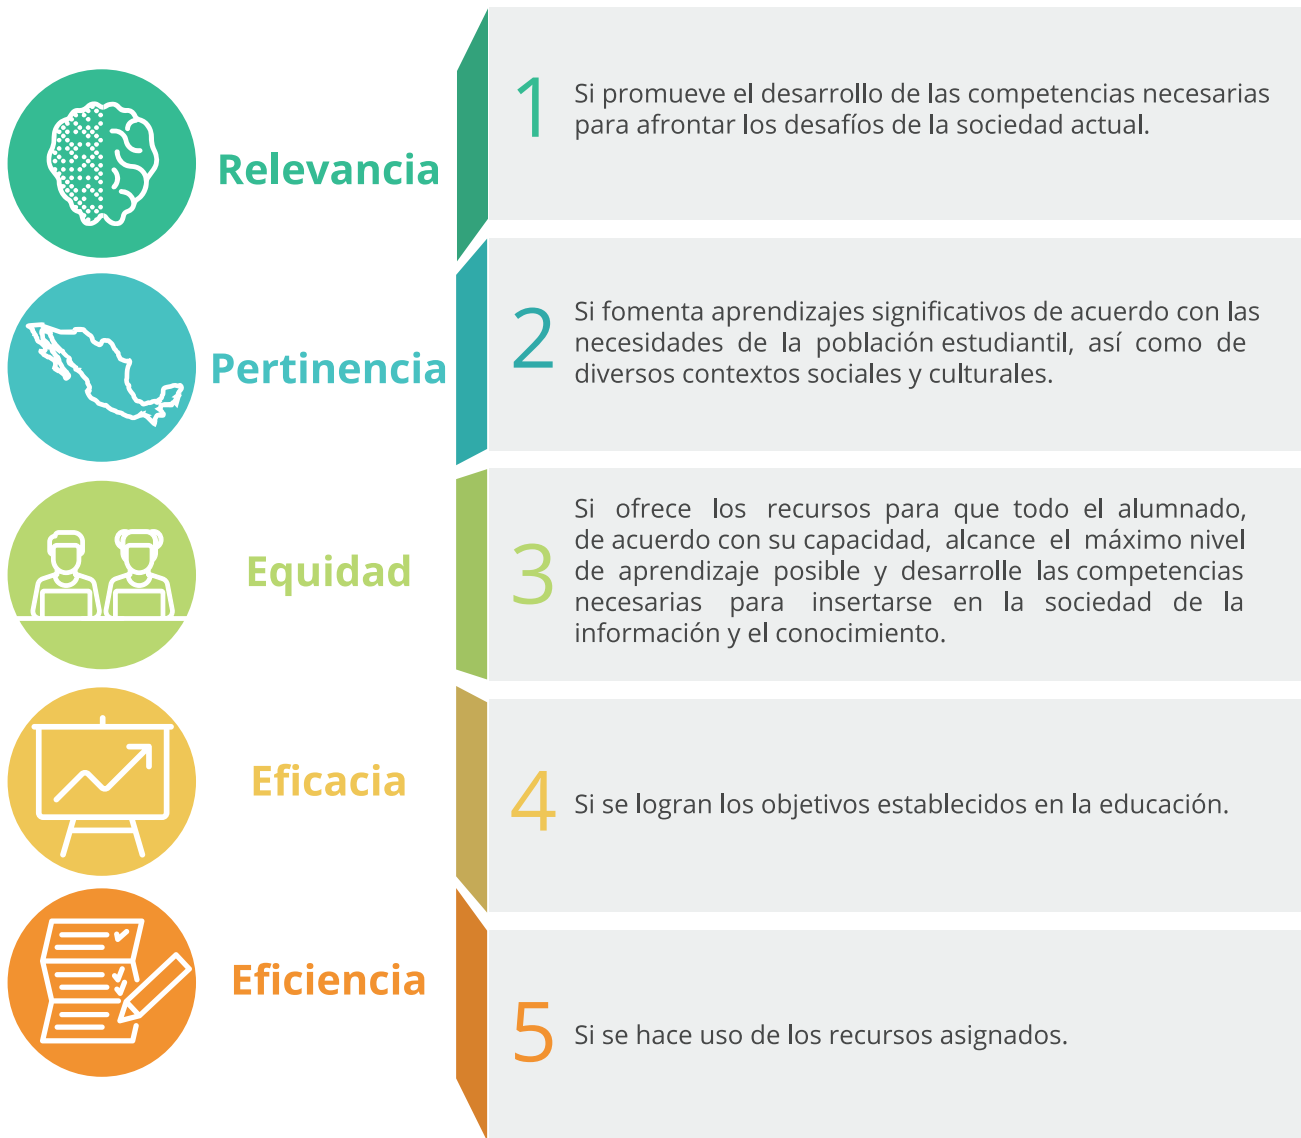 Relevancia
1
Si promueve el desarrollo de las competencias necesarias
para afrontar los desafíos de la sociedad actual.
Pertinencia
2
Si fomenta aprendizajes significativos de acuerdo con las
necesidades de la población estudiantil, así como de
diversos contextos sociales y culturales.
Equidad
3
Si ofrece los recursos para que todo el alumnado,
de acuerdo con su capacidad, alcance el máximo nivel
de aprendizaje posible y desarrolle las competencias
necesarias para insertarse en la sociedad de la
información y el conocimiento.
Eficacia
4
Si se logran los objetivos establecidos en la educación.
Eficiencia
5
Si se hace uso de los recursos asignados.